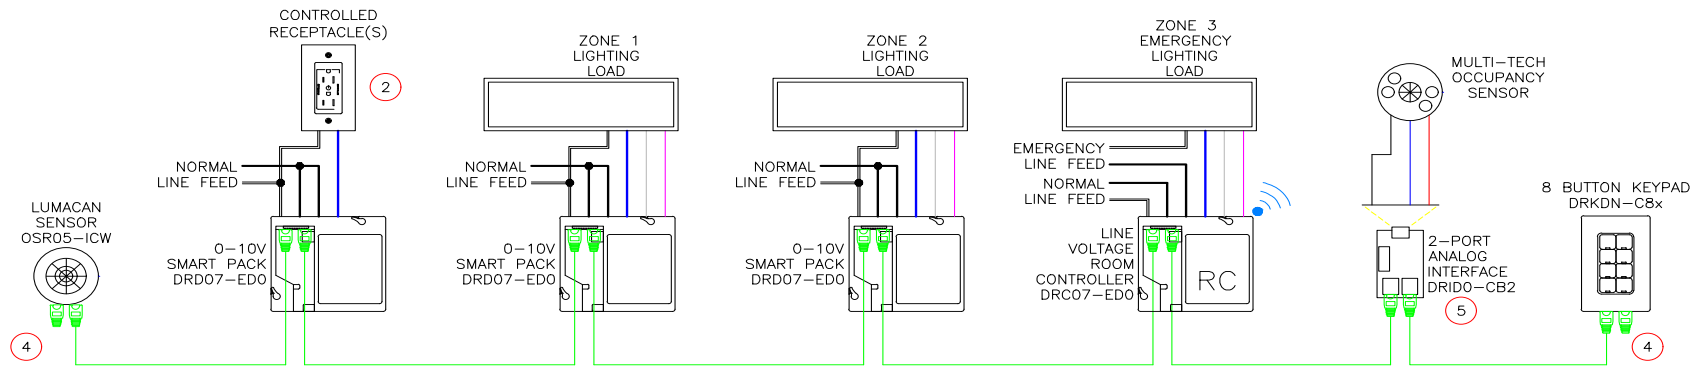 CONTROLLED
RECEPTACLE(S)
2
NORMAL
LINE FEED
LUMACAN
SENSOR
OSR05-ICW
4
0-10V
SMART PACK
DRD07-ED0
ZONE 1
LIGHTING
LOAD
NORMAL
LINE FEED
0-10V
SMART PACK
DRD07-ED0
ZONE 2
LIGHTING
LOAD
NORMAL
LINE FEED
0-10V
SMART PACK
DRD07-ED0
ZONE 3
EMERGENCY
LIGHTING
LOAD
EMERGENCY
LINE FEED
NORMAL
LINE FEED
LINE
VOLTAGE
ROOM
CONTROLLER
DRC07-ED0
RC
MULTI-TECH
OCCUPANCY
SENSOR
2-PORT
ANALOG
INTERFACE
DRID0-CB2
5
8 BUTTON KEYPAD
DRKDN-C8x
4